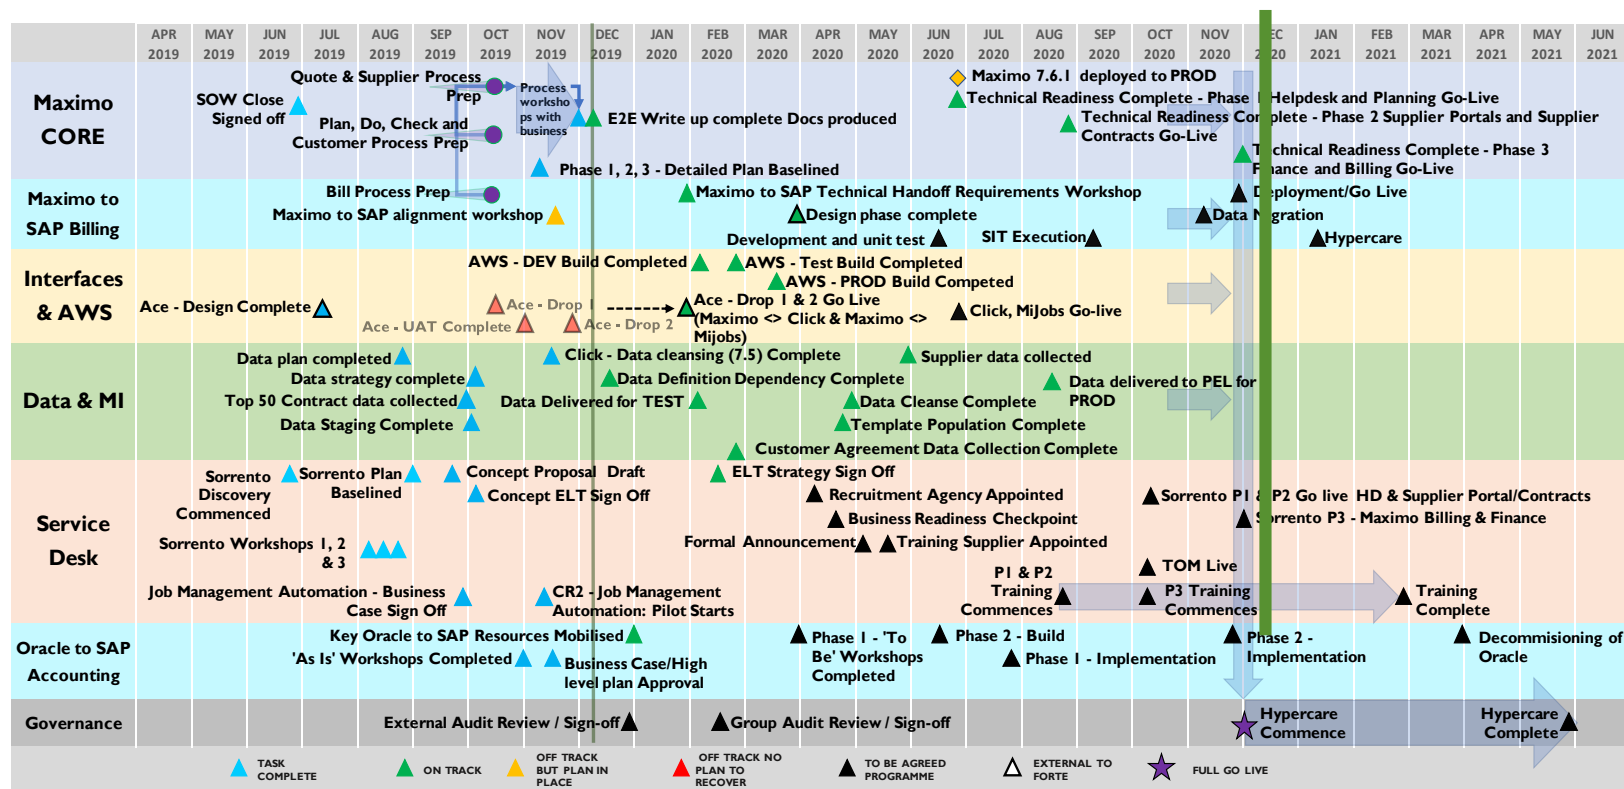 APR MAY JUN JUL AUG SEP OCT NOV DEC JAN FEB MAR APR MAY JUN JUL AUG SEP OCT NOV DEC JAN FEB MAR APR MAY JUN
2019 2019 2019 2019 2019 2019 2019 2019 2019 2020 2020 2020 2020 2020 2020 2020 2020 2020 2020 2020 2020 2021 2021 2021 2021 2021 2021
Maximo
CORE
SOW Close
Signed off
Quote & Supplier Process
Prep
Plan, Do, Check and
Customer Process Prep
Process
worksho
ps with
business
E2E Write up complete Docs produced
Phase 1, 2, 3 - Detailed Plan Baselined
Maximo 7.6.1 deployed to PROD
Technical Readiness Complete - Phase 1 Helpdesk and Planning Go-Live
Technical Readiness Complete - Phase 2 Supplier Portals and Supplier
Contracts Go-Live
Technical Readiness Complete - Phase 3
Finance and Billing Go-Live
Maximo to
SAP Billing
Bill Process Prep
Maximo to SAP alignment workshop
Maximo to SAP Technical Handoff Requirements Workshop
Design phase complete
Development and unit test
SIT Execution
Deployment/Go Live
Data Migration
Hypercare
Interfaces
& AWS
AWS - DEV Build Completed
AWS - Test Build Completed
AWS - PROD Build Competed
Ace - Design Complete
Ace - Drop 1
Ace - UAT Complete
Ace - Drop 2
Ace - Drop 1 & 2 Go Live
(Maximo <> Click & Maximo <>
Mijobs)
Click, MiJobs Go-live
Data & MI
Data plan completed
Data strategy complete
Top 50 Contract data collected
Data Staging Complete
Click - Data cleansing (7.5) Complete
Data Definition Dependency Complete
Data Delivered for TEST
Customer Agreement Data Collection Complete
Supplier data collected
Data Cleanse Complete
Template Population Complete
Data delivered to PEL for
PROD
Service
Desk
Sorrento
Discovery
Commenced
Sorrento Plan
Baselined
Concept Proposal Draft
Concept ELT Sign Off
Sorrento Workshops 1, 2
& 3
Job Management Automation - Business
Case Sign Off
CR2 - Job Management
Automation: Pilot Starts
ELT Strategy Sign Off
Recruitment Agency Appointed
Business Readiness Checkpoint
Formal Announcement
Training Supplier Appointed
P1 & P2
Training
Commences
Sorrento P1 & P2 Go live HD & Supplier Portal/Contracts
Sorrento P3 - Maximo Billing & Finance
TOM Live
P3 Training
Commences
Training
Complete
Oracle to SAP
Accounting
Key Oracle to SAP Resources Mobilised
'As Is' Workshops Completed
Business Case/High
level plan Approval
Phase 1 - 'To
Be' Workshops
Completed
Phase 2 - Build
Phase 1 - Implementation
Phase 2 -
Implementation
Decommisioning of
Oracle
Governance
External Audit Review / Sign-off
Group Audit Review / Sign-off
Hypercare
Commence
Hypercare
Complete
TASK
COMPLETE
ON TRACK
OFF TRACK
BUT PLAN IN
PLACE
OFF TRACK NO
PLAN TO
RECOVER
TO BE AGREED
PROGRAMME
EXTERNAL TO
FORTE
FULL GO LIVE